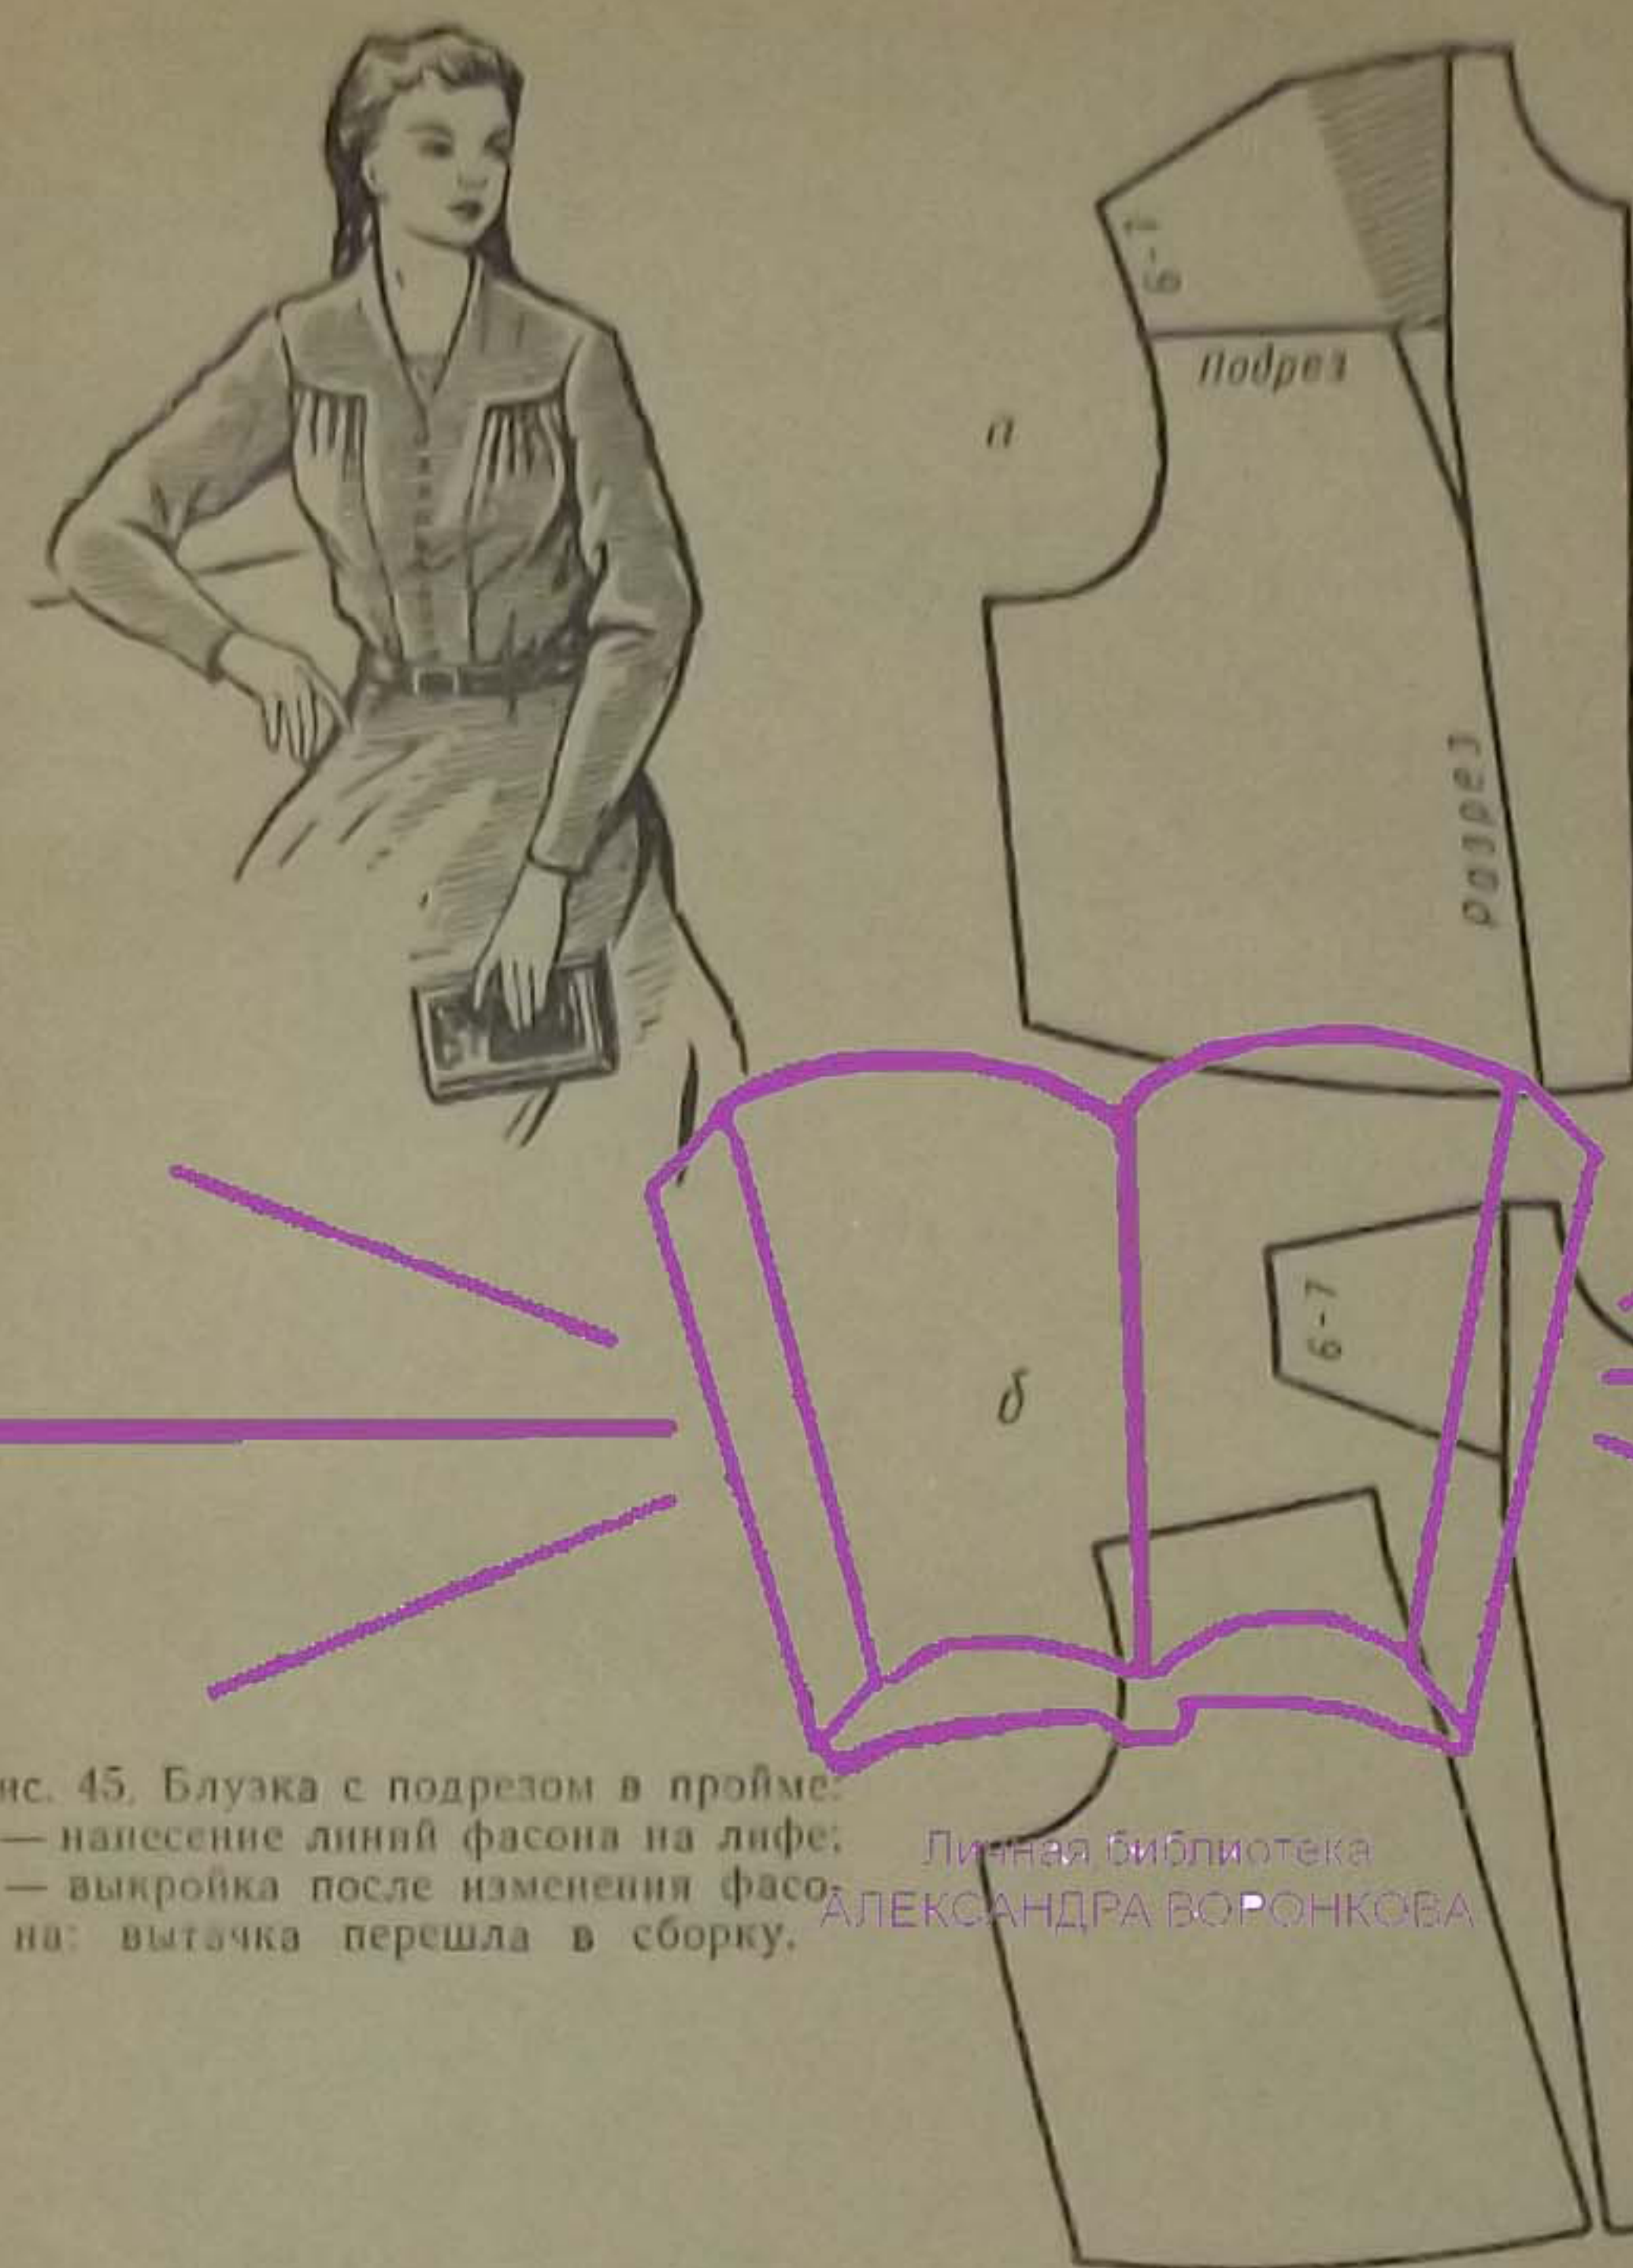 6-7
Подрез
а
разрез
6-7
б
ис. 45. Блузка с подрезом в пройме:
— нанесение линий фасона на лифе;
— выкройка после изменения фасо-
на: вытачка перешла в сборку.
Личная библиотека
АЛЕКСАНДРА ВОРОНКОВА